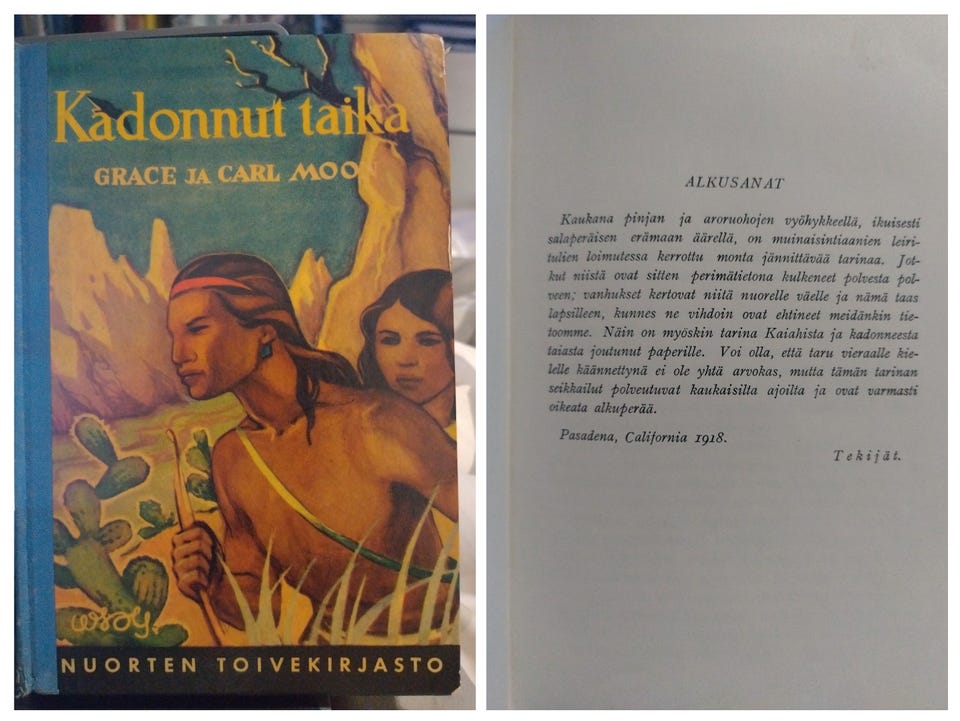 Kadonnut taika
GRACE JA CARL MOON
NUORTEN TOIVEKIRJASTO
ALKUSANAT
Kaukana pinjan ja aroruohojen vyöhykkeellä, ikuisesti
salaperäisen erämaan äärellä, on muinaisintiaanien leiri-
tulien loimutessa kerrottu monta jännittävää tarinaa. Jot-
kut niistä ovat sitten perimätietona kulkeneet polvesta pol-
veen; vanhukset kertovat niitä nuorelle väelle ja nämä taas
lapsilleen, kunnes ne vihdoin ovat ehtineet meidänkin tie-
toomme. Näin on myöskin tarina Kaiahista ja kadonneesta
taiasta joutunut paperille. Voi olla, että taru vieraalle kie-
lelle käännettynä ei ole yhtä arvokas, mutta tämän tarinan
seikkailut polveutuvat kaukaisilta ajoilta ja ovat varmasti
oikeata alkuperää.
Pasadena, California 1918.
Tekijät.